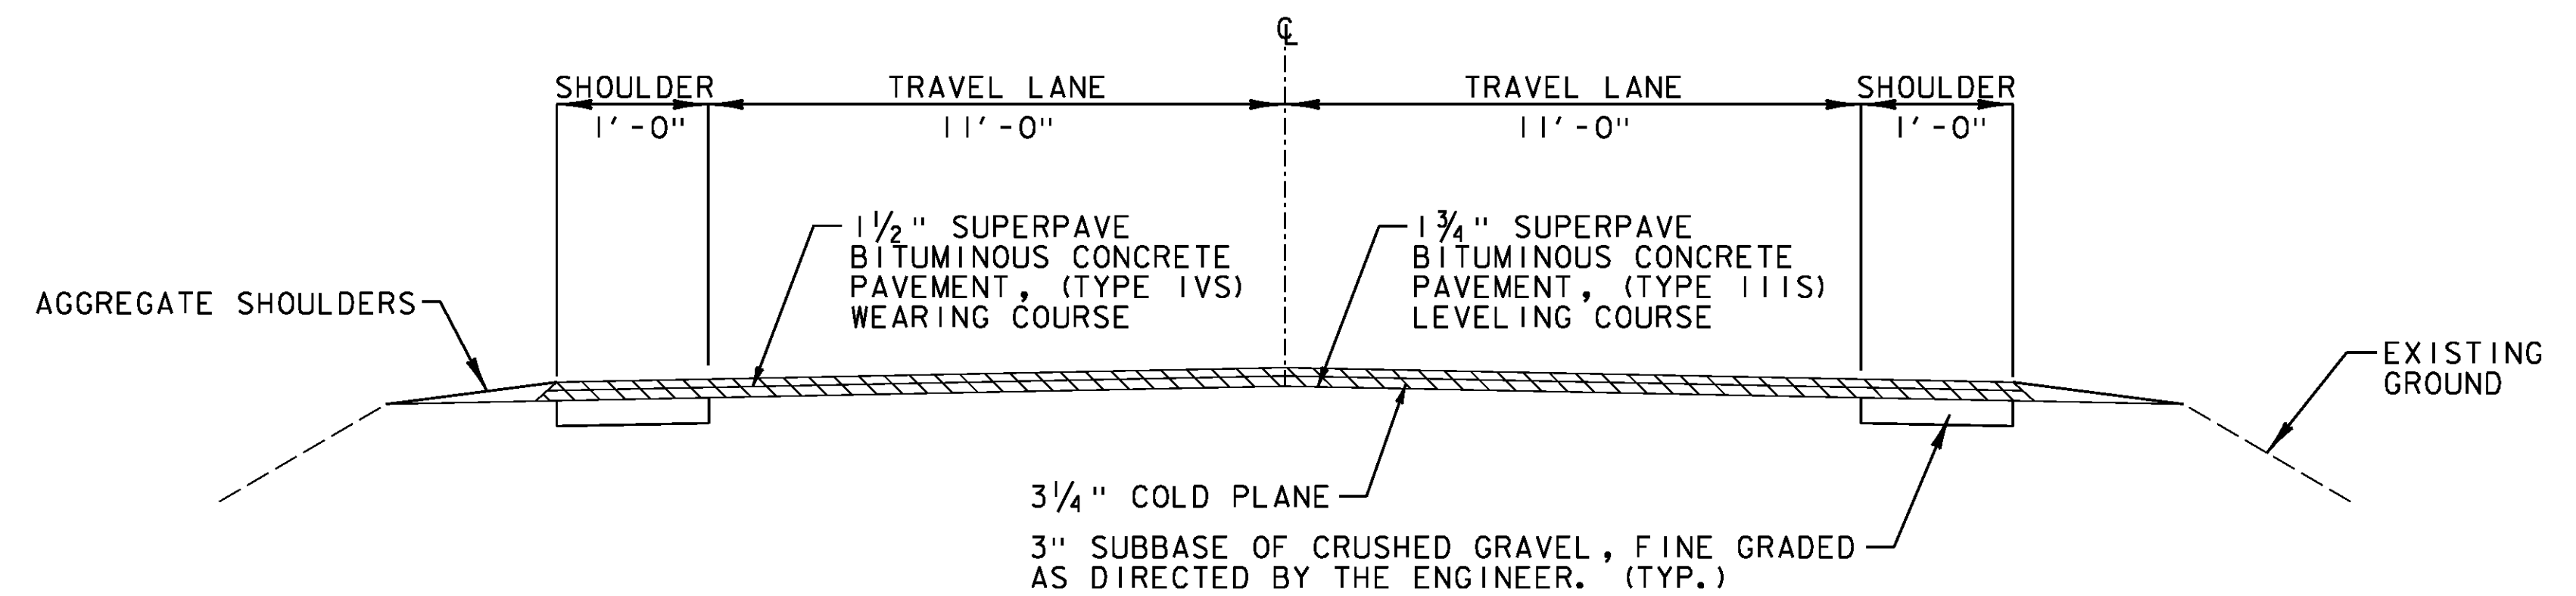 ℄
SHOULDER TRAVEL LANE TRAVEL LANE SHOULDER
1'-0" 11'-0" 11'-0" 1'-0"
1½" SUPERPAVE
BITUMINOUS CONCRETE
PAVEMENT, (TYPE IVS)
WEARING COURSE
1¾" SUPERPAVE
BITUMINOUS CONCRETE
PAVEMENT, (TYPE IIIS)
LEVELING COURSE
AGGREGATE SHOULDERS
EXISTING
GROUND
3¼" COLD PLANE
3" SUBBASE OF CRUSHED GRAVEL, FINE GRADED
AS DIRECTED BY THE ENGINEER. (TYP.)